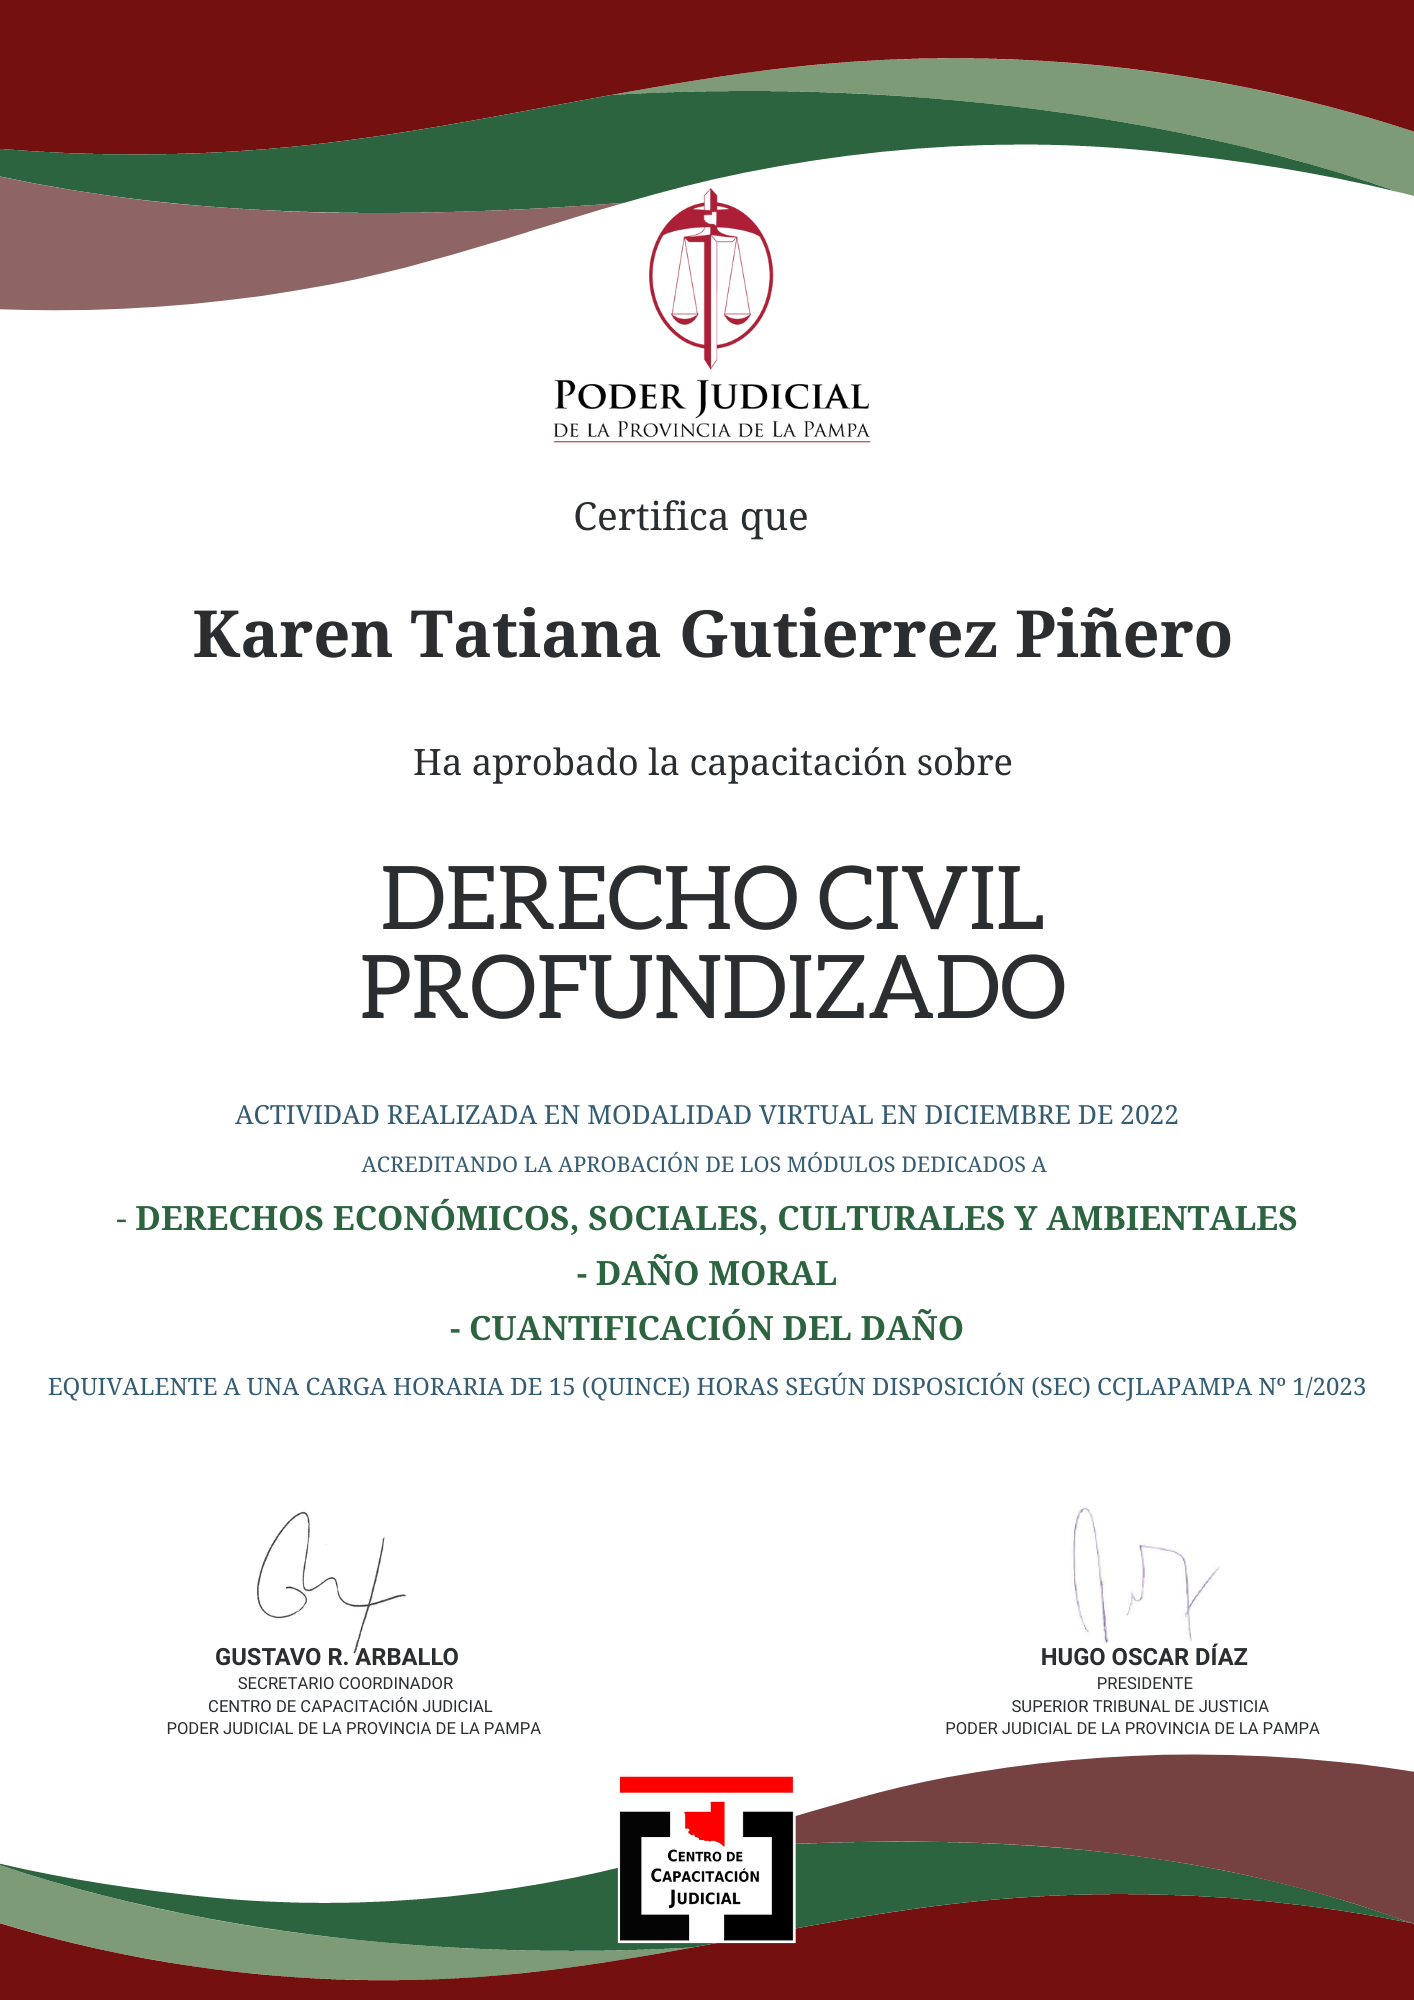 PODER JUDICIAL
DE LA PROVINCIA DE LA PAMPA
Certifica que
Karen Tatiana Gutierrez Piñero
Ha aprobado la capacitación sobre
DERECHO CIVIL
PROFUNDIZADO
ACTIVIDAD REALIZADA EN MODALIDAD VIRTUAL EN DICIEMBRE DE 2022
ACREDITANDO LA APROBACIÓN DE LOS MÓDULOS DEDICADOS A
- DERECHOS ECONÓMICOS, SOCIALES, CULTURALES Y AMBIENTALES
- DAÑO MORAL
- CUANTIFICACIÓN DEL DAÑO
EQUIVALENTE A UNA CARGA HORARIA DE 15 (QUINCE) HORAS SEGÚN DISPOSICIÓN (SEC) CCJLAPAMPA Nº 1/2023
GUSTAVO R. ARBALLO
SECRETARIO COORDINADOR
CENTRO DE CAPACITACIÓN JUDICIAL
PODER JUDICIAL DE LA PROVINCIA DE LA PAMPA
HUGO OSCAR DÍAZ
PRESIDENTE
SUPERIOR TRIBUNAL DE JUSTICIA
PODER JUDICIAL DE LA PROVINCIA DE LA PAMPA
CENTRO DE
CAPACITACIÓN
JUDICIAL